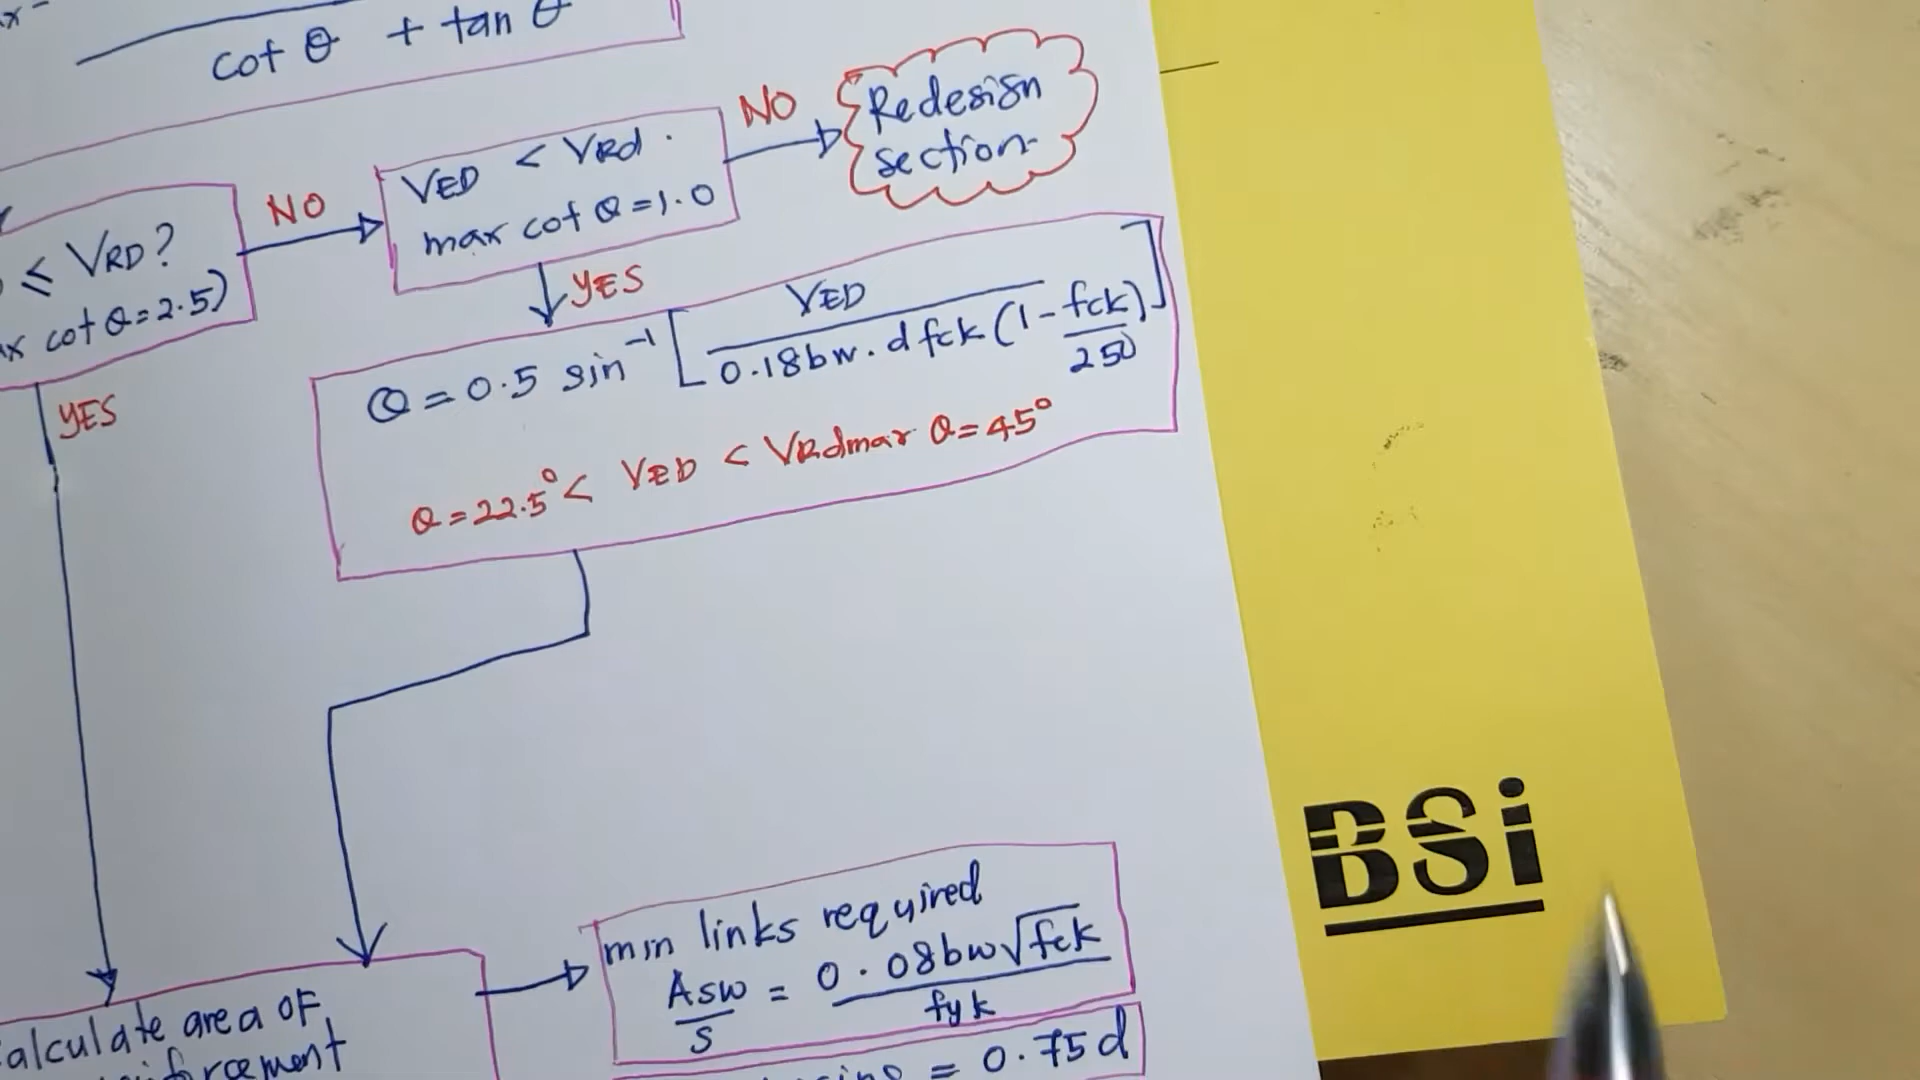 cot θ + tan θ
NO
Redesign
section
VED < VRd
max cot θ = 1.0
NO
≤ VRD?
cot θ = 2.5)
YES
YES
θ = 0.5 sin⁻¹ [ VED / 0.18bw. d fck (1 - fck / 250) ]
θ = 22.5° < VED < VRdmax θ = 45°
min links required
Asw / s = 0.08bw√fck / fyk
= 0.75d
calculate area of
BSi